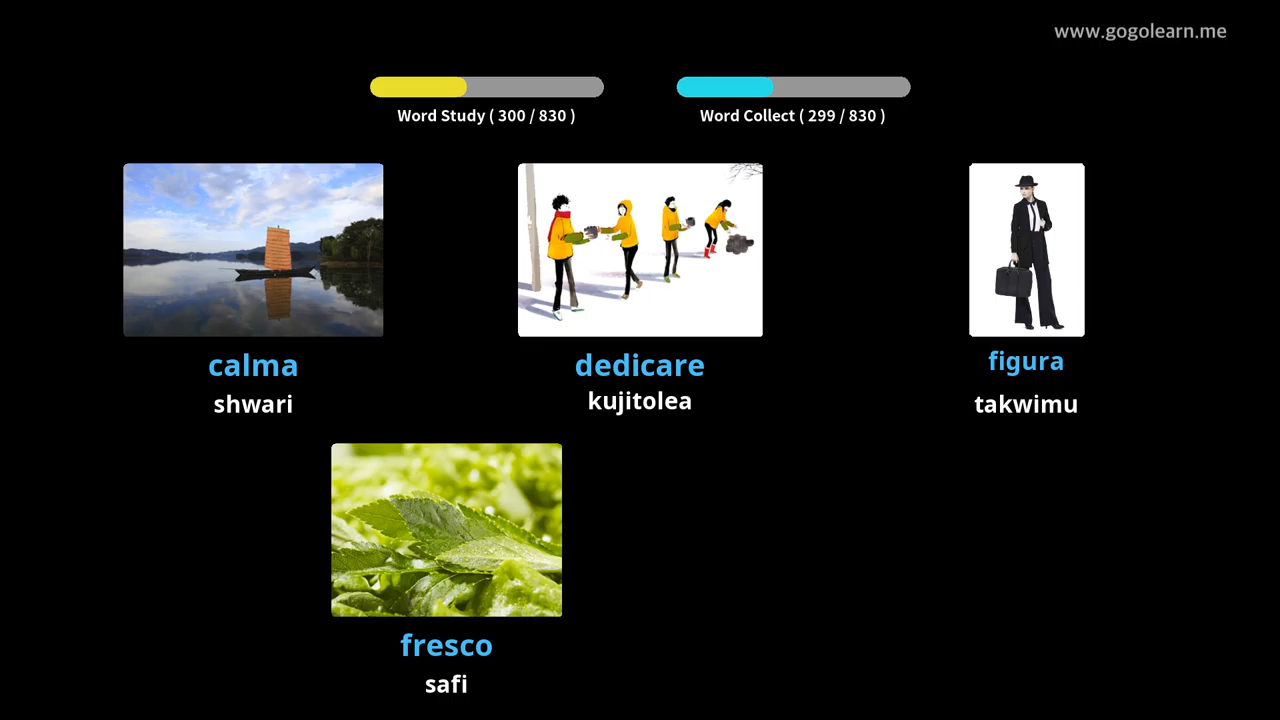 www.gogolearn.me
Word Study ( 300 / 830 )
Word Collect ( 299 / 830 )
calma
shwari
dedicare
kujitolea
figura
takwimu
fresco
safi